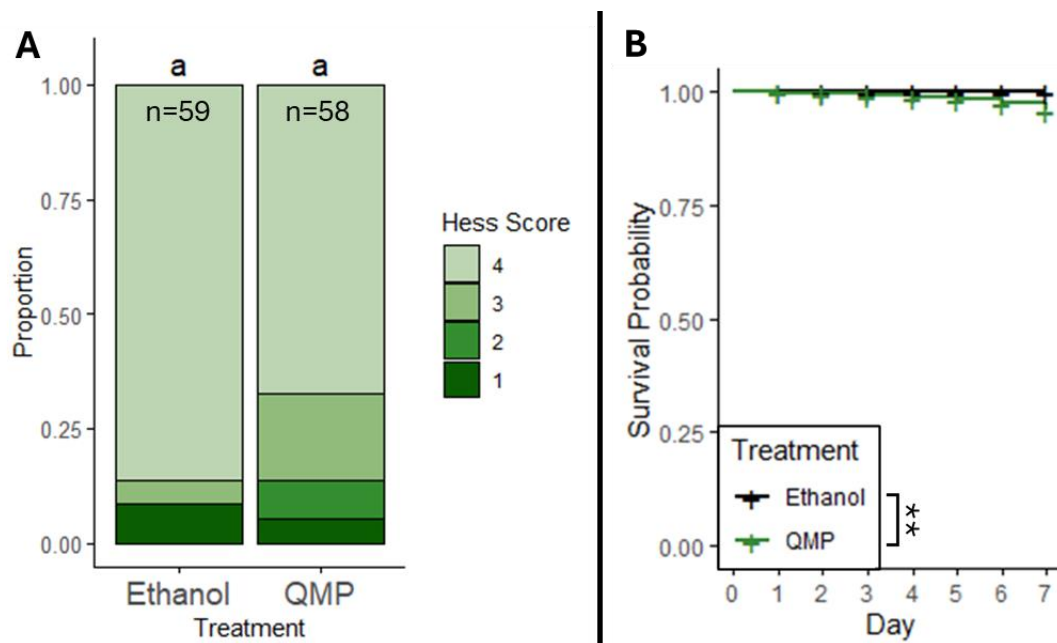 A
a a
n=59 n=58
1.00
0.75
0.50
0.25
0.00
Proportion
Ethanol QMP
Treatment
Hess Score
4
3
2
1
B
1.00
0.75
0.50
0.25
0.00
Survival Probability
Treatment
Ethanol
QMP
**
0 1 2 3 4 5 6 7
Day